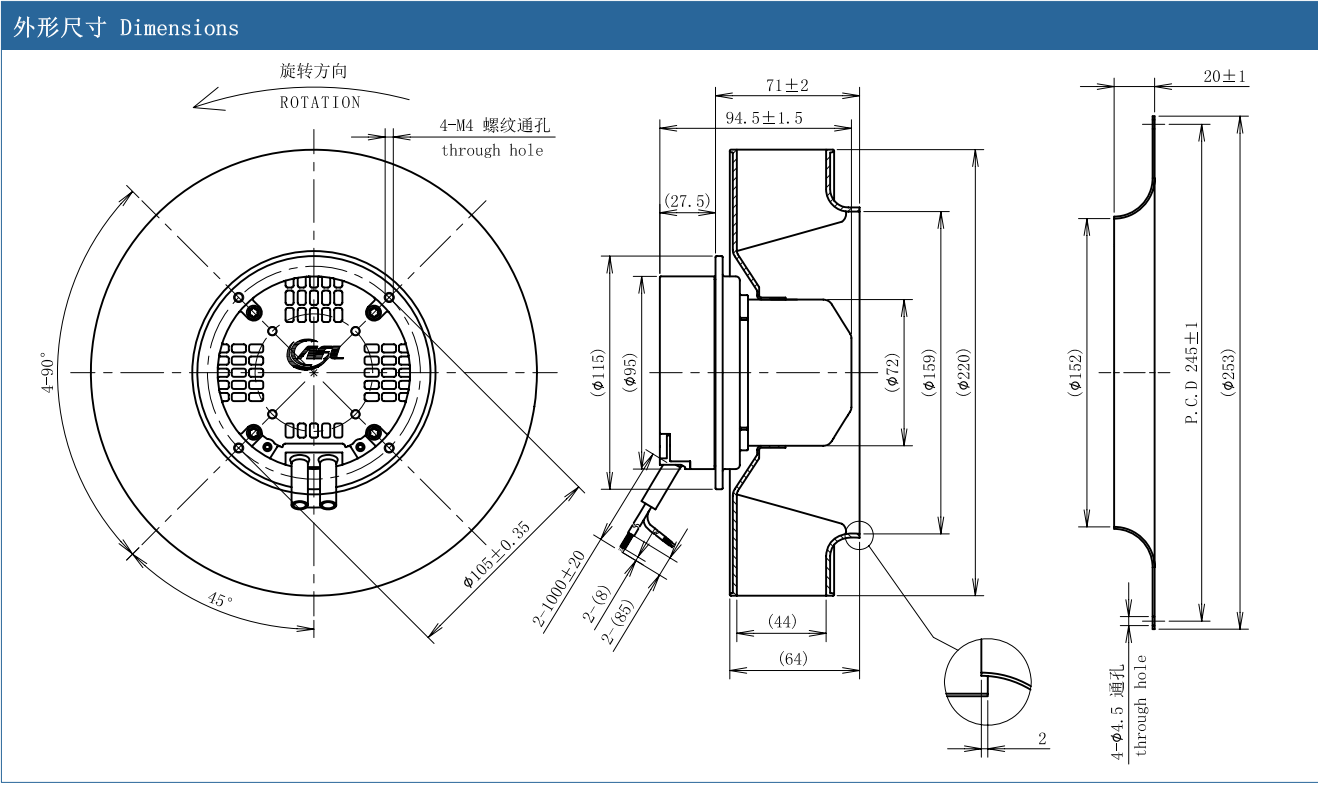 外形尺寸 Dimensions
旋转方向
ROTATION
4-M4 螺纹通孔
through hole
4-90°
45°
ϕ105±0.35
71±2
94.5±1.5
(27.5)
(ϕ115)
(ϕ95)
(ϕ72)
(ϕ159)
(ϕ220)
2-1000±20
2-(8)
2-(85)
(44)
(64)
2
20±1
(ϕ152)
P.C.D 245±1
(ϕ253)
4-ϕ4.5 通孔
through hole